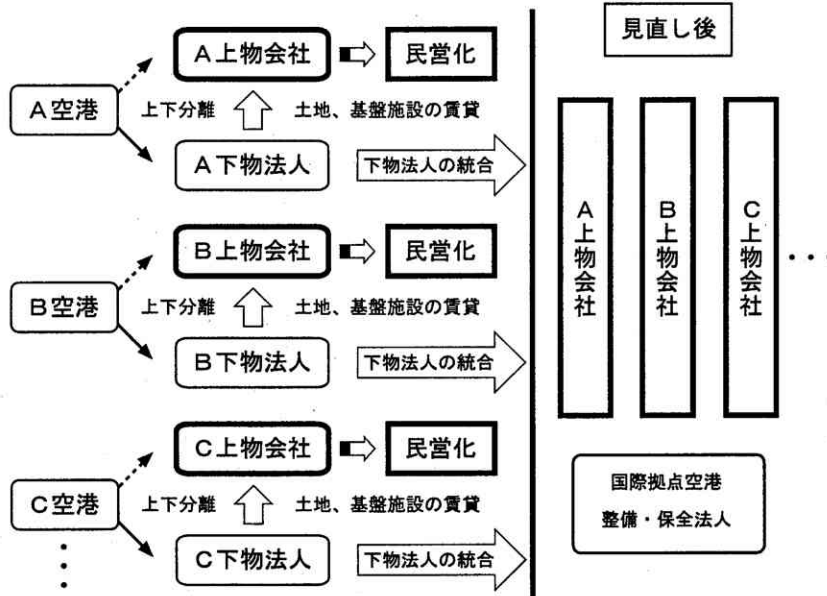 A上物会社
民営化
A空港
上下分離
土地、基盤施設の賃貸
A下物法人
下物法人の統合
B上物会社
民営化
B空港
上下分離
土地、基盤施設の賃貸
B下物法人
下物法人の統合
C上物会社
民営化
C空港
上下分離
土地、基盤施設の賃貸
C下物法人
下物法人の統合
見直し後
A上物会社
B上物会社
C上物会社
国際拠点空港
整備・保全法人